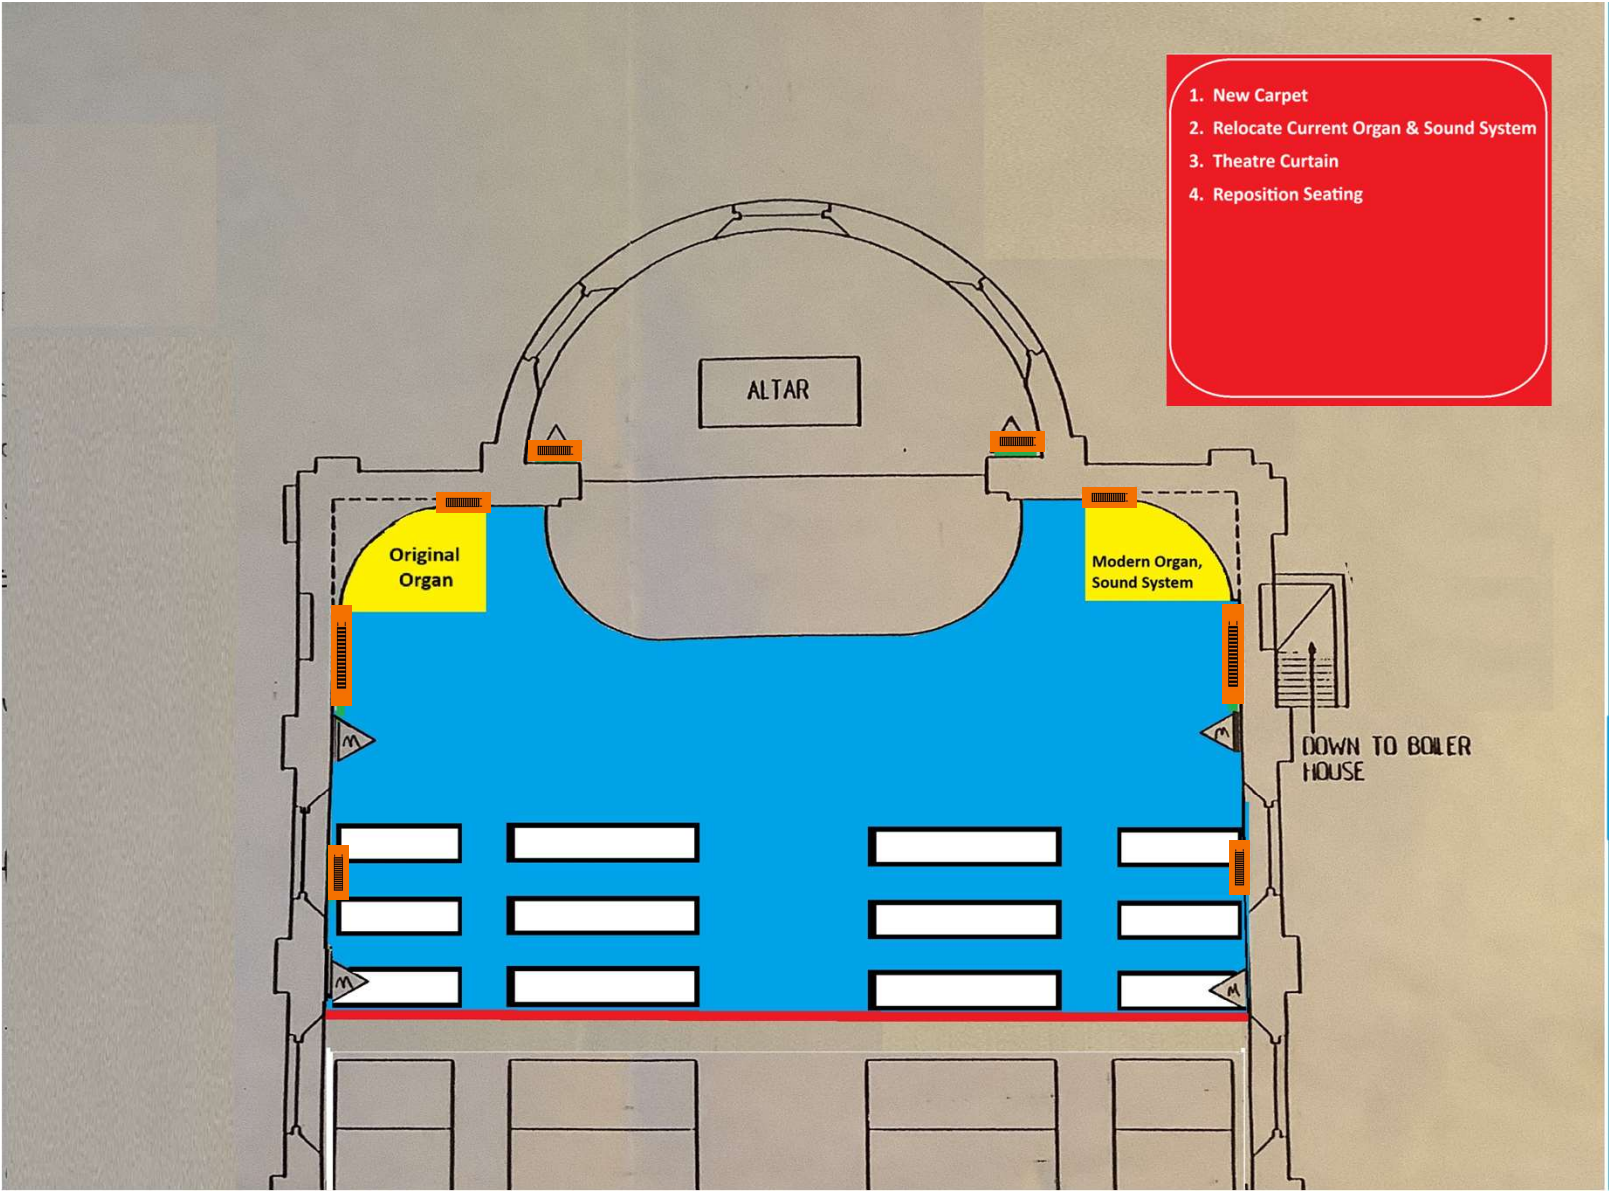 1. New Carpet
2. Relocate Current Organ & Sound System
3. Theatre Curtain
4. Reposition Seating
ALTAR
Original
Organ
Modern Organ,
Sound System
M
M
DOWN TO BOILER
HOUSE
M
M